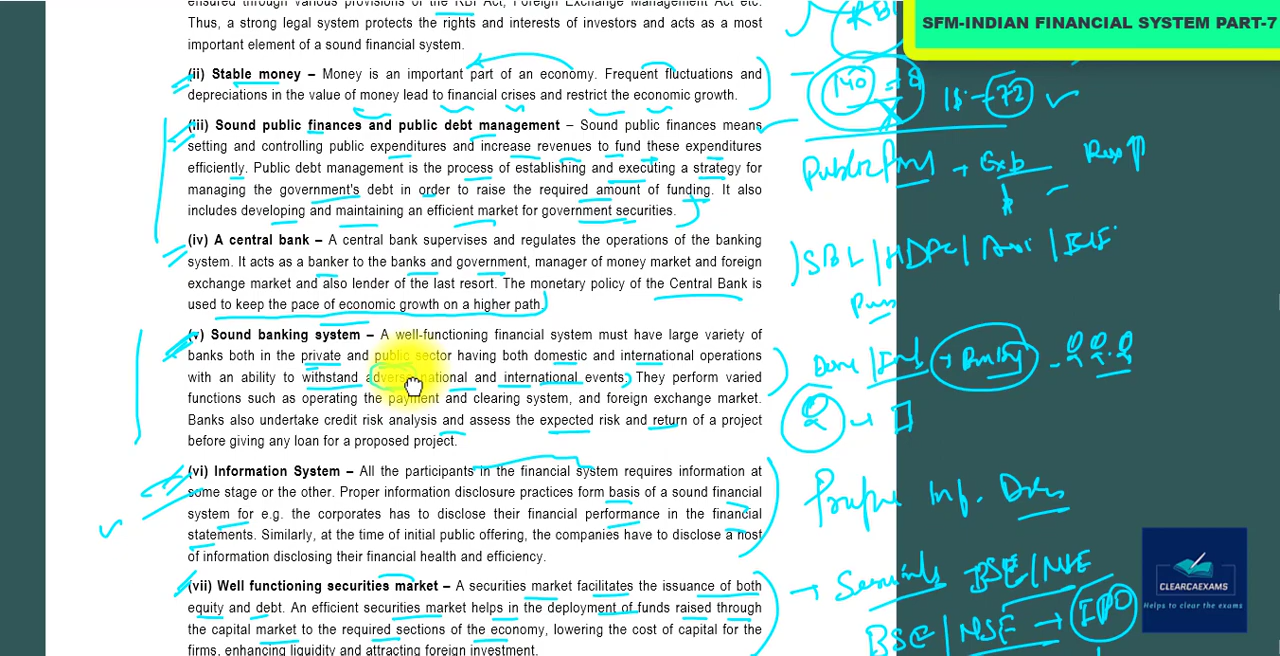 ensured through various provisions of the RBI Act, Foreign Exchange Management Act etc.
Thus, a strong legal system protects the rights and interests of investors and acts as a most
important element of a sound financial system.
(ii) Stable money – Money is an important part of an economy. Frequent fluctuations and
depreciations in the value of money lead to financial crises and restrict the economic growth.
(iii) Sound public finances and public debt management – Sound public finances means
setting and controlling public expenditures and increase revenues to fund these expenditures
efficiently. Public debt management is the process of establishing and executing a strategy for
managing the government's debt in order to raise the required amount of funding. It also
includes developing and maintaining an efficient market for government securities.
(iv) A central bank – A central bank supervises and regulates the operations of the banking
system. It acts as a banker to the banks and government, manager of money market and foreign
exchange market and also lender of the last resort. The monetary policy of the Central Bank is
used to keep the pace of economic growth on a higher path.
(v) Sound banking system – A well-functioning financial system must have large variety of
banks both in the private and public sector having both domestic and international operations
with an ability to withstand adverse national and international events. They perform varied
functions such as operating the payment and clearing system, and foreign exchange market.
Banks also undertake credit risk analysis and assess the expected risk and return of a project
before giving any loan for a proposed project.
(vi) Information System – All the participants in the financial system requires information at
some stage or the other. Proper information disclosure practices form basis of a sound financial
system for e.g. the corporates has to disclose their financial performance in the financial
statements. Similarly, at the time of initial public offering, the companies have to disclose a host
of information disclosing their financial health and efficiency.
(vii) Well functioning securities market – A securities market facilitates the issuance of both
equity and debt. An efficient securities market helps in the deployment of funds raised through
the capital market to the required sections of the economy, lowering the cost of capital for the
firms, enhancing liquidity and attracting foreign investment.
SFM-INDIAN FINANCIAL SYSTEM PART-7
RBI
140
1$ = 72
Public
Exp
SBI / HDFC /
BSE/NSE
BSE/NSE → IPO
CLEARCAEXAMS
Helps to clear the exams